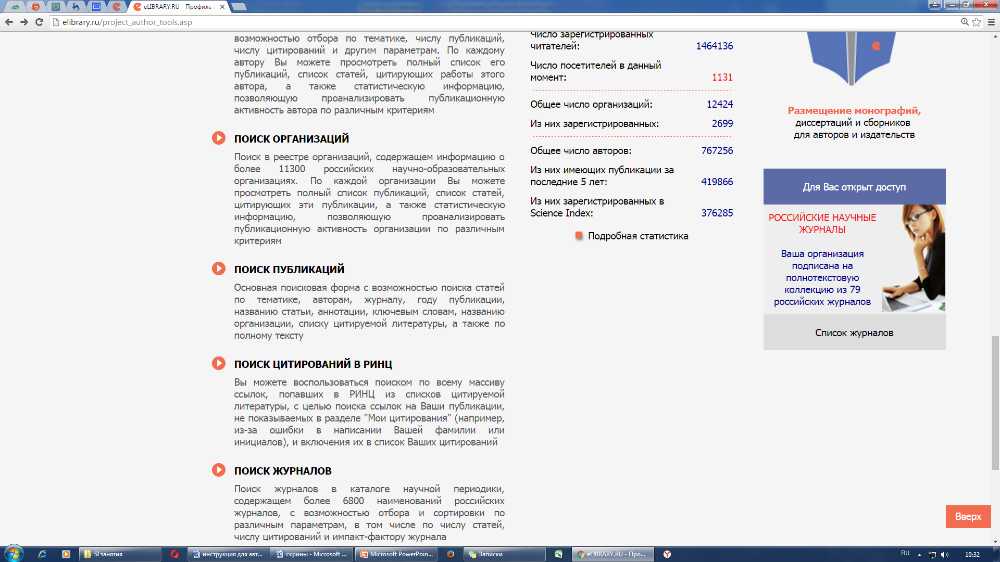 eLIBRARY.RU - Профиль а
elibrary.ru/project_author_tools.asp
возможностью отбора по тематике, числу публикаций,
числу цитирований и другим параметрам. По каждому
автору Вы можете просмотреть полный список его
публикаций, список статей, цитирующих работы этого
автора, а также статистическую информацию,
позволяющую проанализировать публикационную
активность автора по различным критериям
ПОИСК ОРГАНИЗАЦИЙ
Поиск в реестре организаций, содержащем информацию о
более 11300 российских научно-образовательных
организациях. По каждой организации Вы можете
просмотреть полный список публикаций, список статей,
цитирующих эти публикации, а также статистическую
информацию, позволяющую проанализировать
публикационную активность организации по различным
критериям
ПОИСК ПУБЛИКАЦИЙ
Основная поисковая форма с возможностью поиска статей
по тематике, авторам, журналу, году публикации,
названию статьи, аннотации, ключевым словам, названию
организации, списку цитируемой литературы, а также по
полному тексту
ПОИСК ЦИТИРОВАНИЙ В РИНЦ
Вы можете воспользоваться поиском по всему массиву
ссылок, попавших в РИНЦ из списков цитируемой
литературы, с целью поиска ссылок на Ваши публикации,
не показываемых в разделе "Мои цитирования" (например,
из-за ошибки в написании Вашей фамилии или
инициалов), и включения их в список Ваших цитирований
ПОИСК ЖУРНАЛОВ
Поиск журналов в каталоге научной периодики,
содержащем более 6800 наименований российских
журналов, с возможностью отбора и сортировки по
различным параметрам, в том числе по числу статей,
числу цитирований и импакт-фактору журнала
Число зарегистрированных
читателей: 1464136
Число посетителей в данный
момент: 1131
Общее число организаций: 12424
Из них зарегистрированных: 2699
Общее число авторов: 767256
Из них имеющих публикации за
последние 5 лет: 419866
Из них зарегистрированных в
Science Index: 376285
Подробная статистика
Размещение монографий,
диссертаций и сборников
для авторов и издательств
Для Вас открыт доступ
РОССИЙСКИЕ НАУЧНЫЕ
ЖУРНАЛЫ
Ваша организация
подписана на
полнотекстовую
коллекцию из 79
российских журналов
Список журналов
Вверх
SI занятия
инструкция для авт...
скрины - Microsoft ...
Microsoft PowerPoin...
Записки
eLIBRARY.RU - Про...
RU
10:32